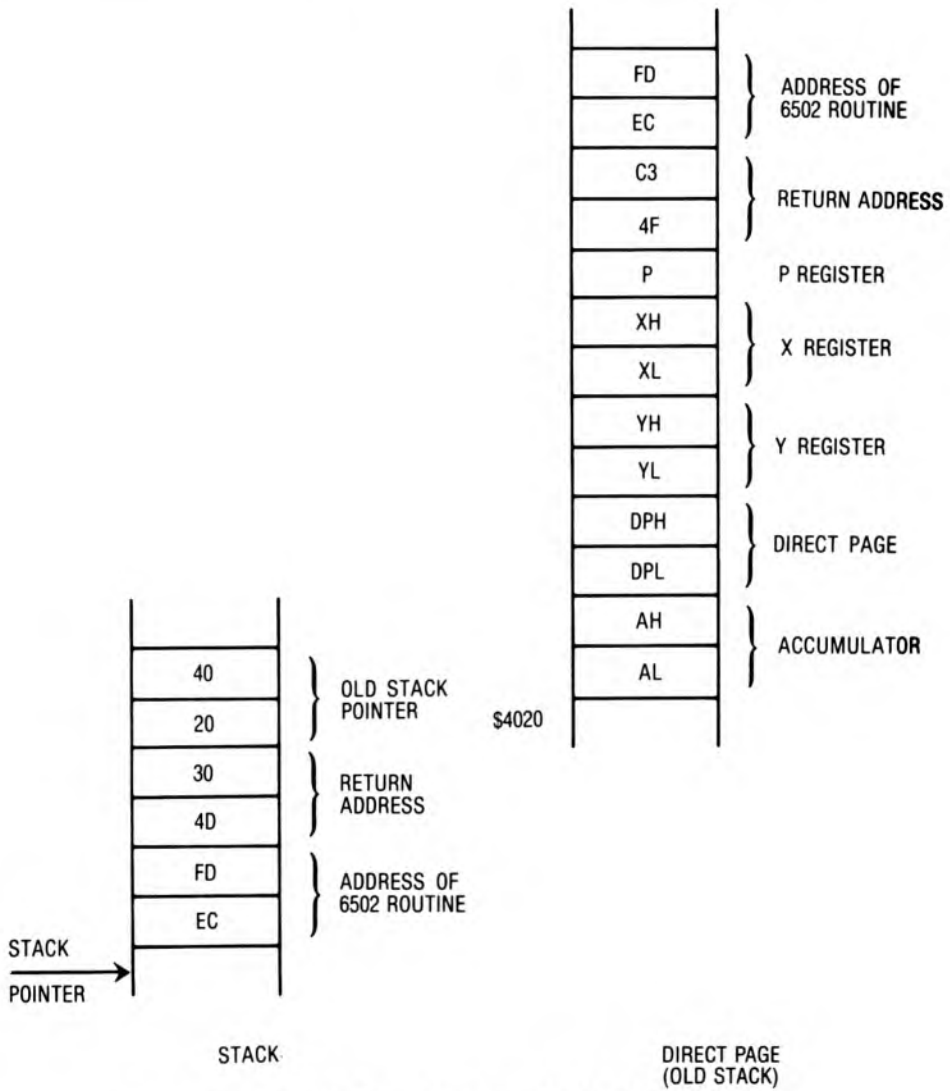 FD
EC
ADDRESS OF
6502 ROUTINE
C3
4F
RETURN ADDRESS
P
P REGISTER
XH
XL
X REGISTER
YH
YL
Y REGISTER
DPH
DPL
DIRECT PAGE
AH
AL
ACCUMULATOR
$4020
40
20
OLD STACK
POINTER
30
4D
RETURN
ADDRESS
FD
EC
ADDRESS OF
6502 ROUTINE
STACK
POINTER
STACK
DIRECT PAGE
(OLD STACK)